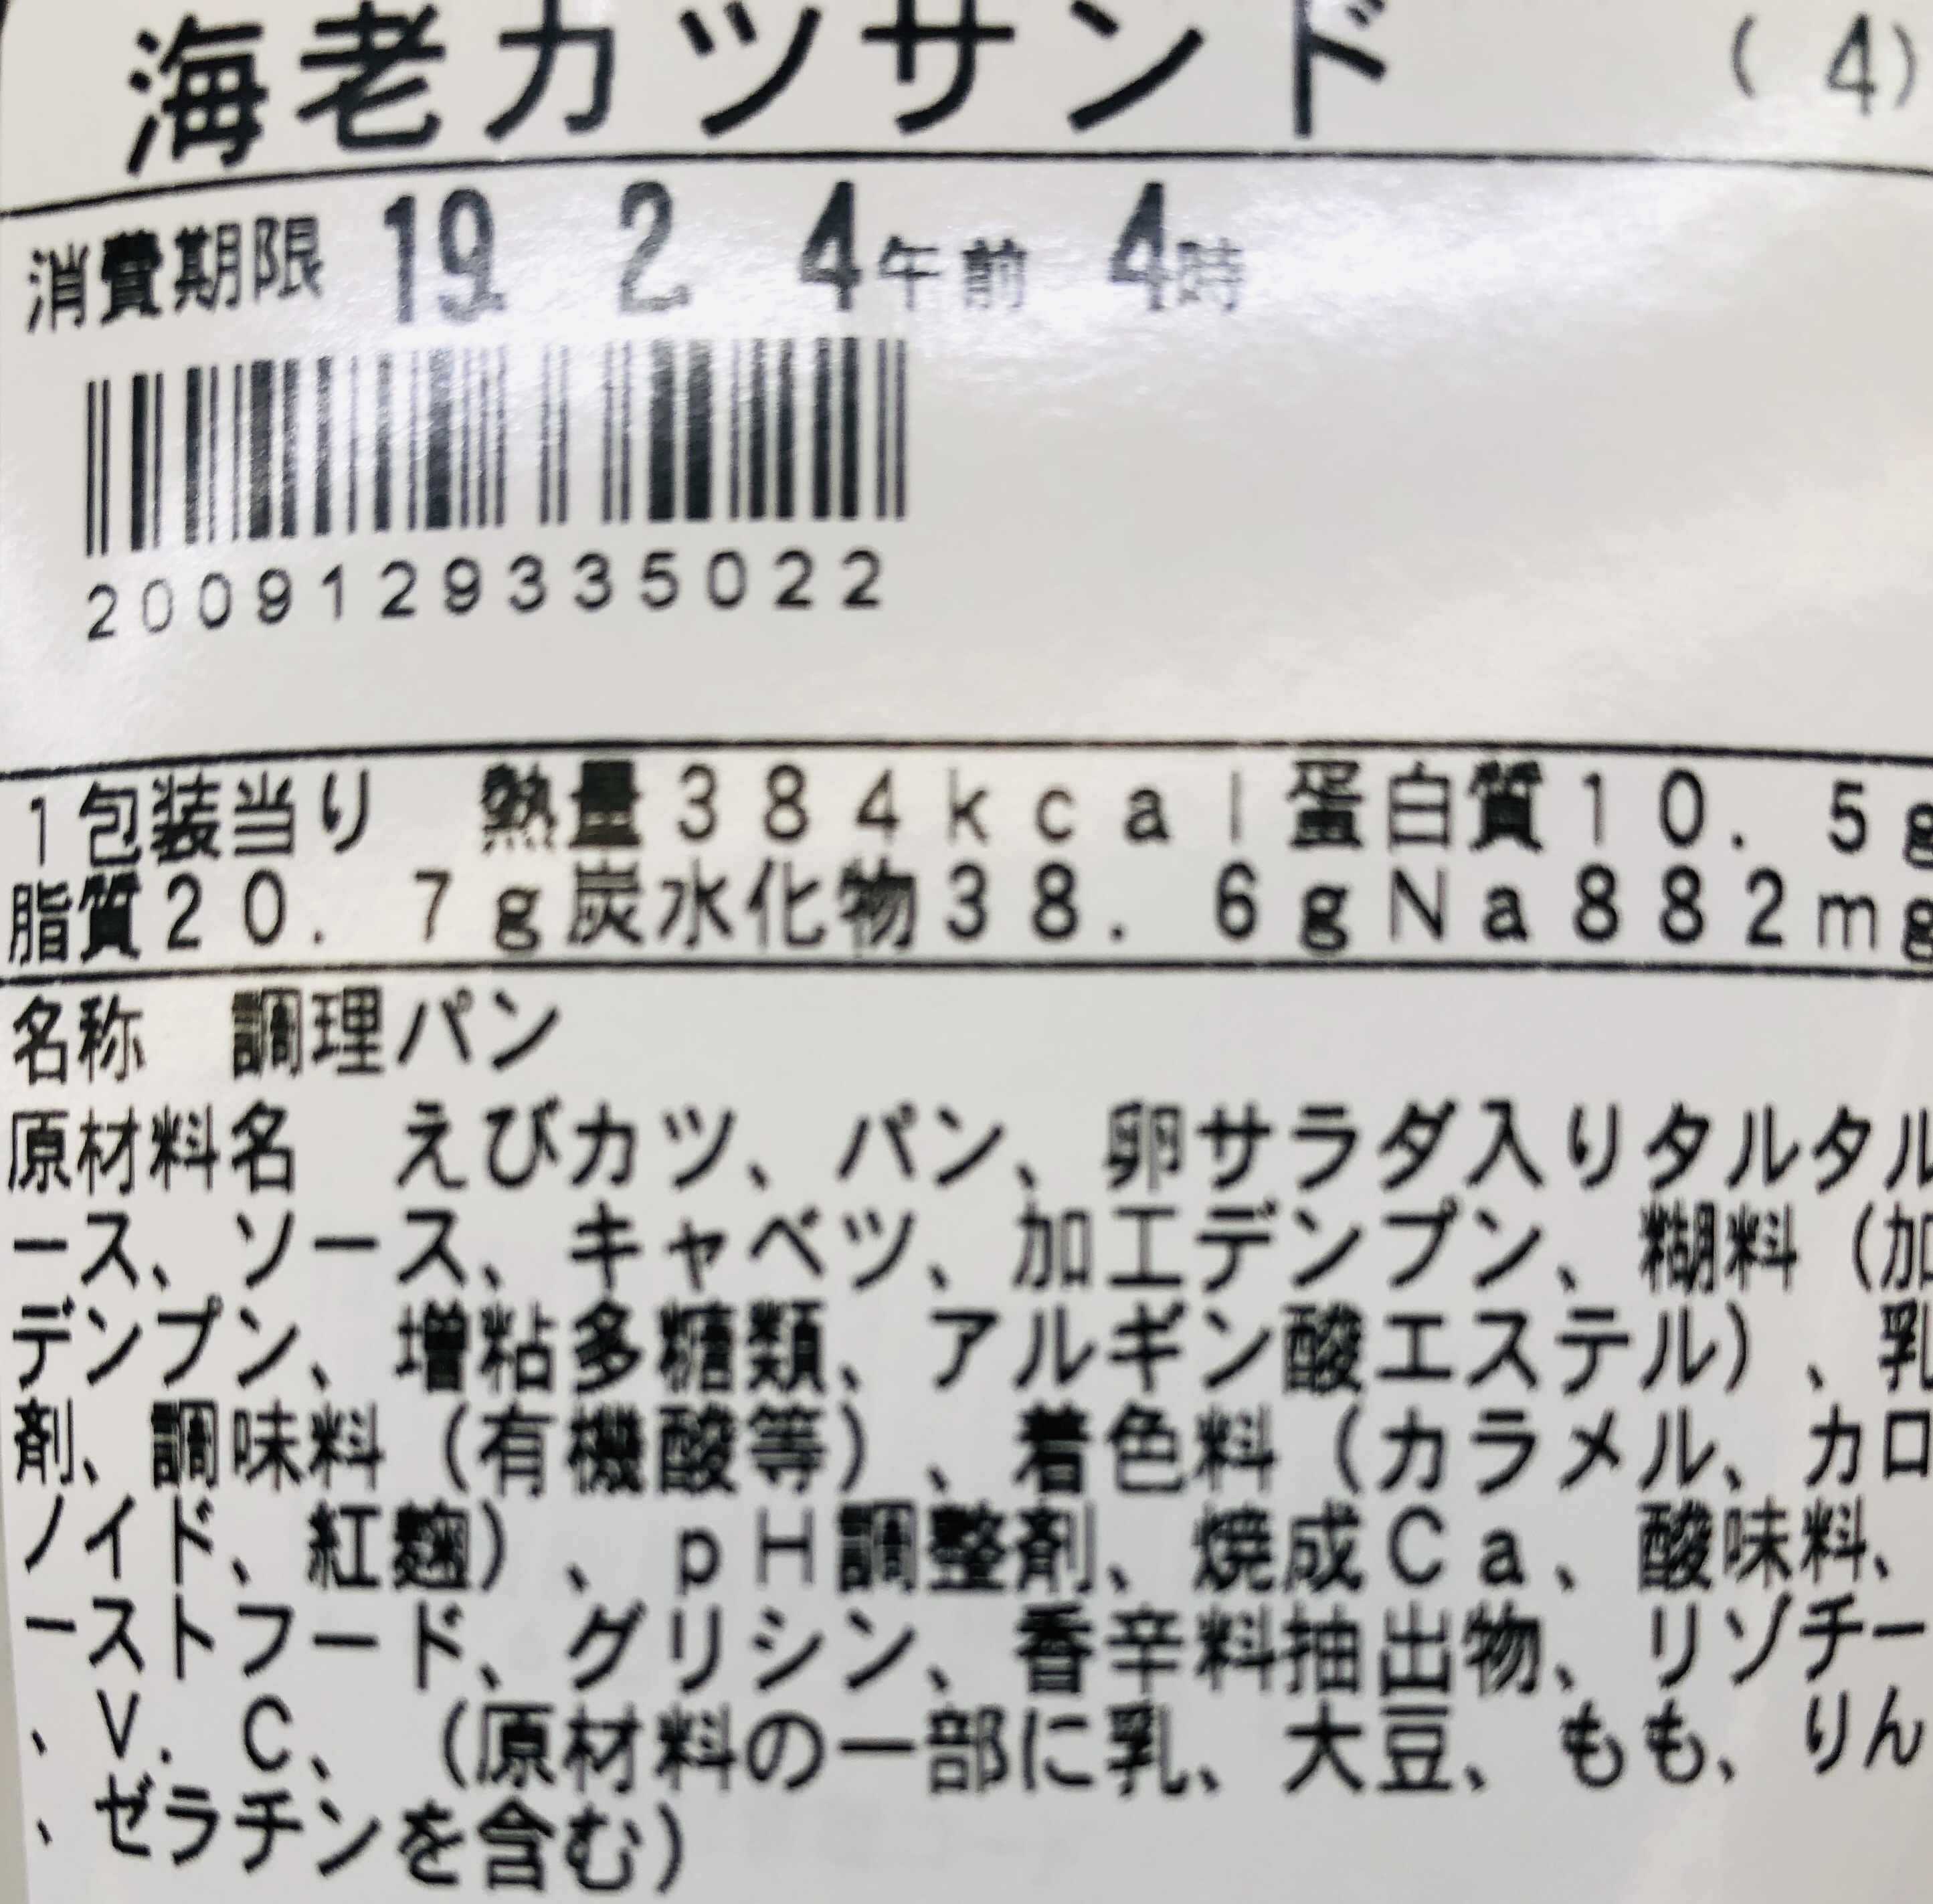 海老カツサンド (4)
消費期限 19 2 4午前 4時
2009129335022
1包装当り 熱量384kcal蛋白質10.5g
脂質20.7g炭水化物38.6gNa882mg
名称 調理パン
原材料名 えびカツ、パン、卵サラダ入りタルタル
ース、ソース、キャベツ、加工デンプン、糊料(加
デンプン、増粘多糖類、アルギン酸エステル)、乳
剤、調味料(有機酸等)、着色料(カラメル、カロ
ノイド、紅麹)、pH調整剤、焼成Ca、酸味料、
ーストフード、グリシン、香辛料抽出物、リゾチー
、V.C、(原材料の一部に乳、大豆、もも、りん
、ゼラチンを含む)